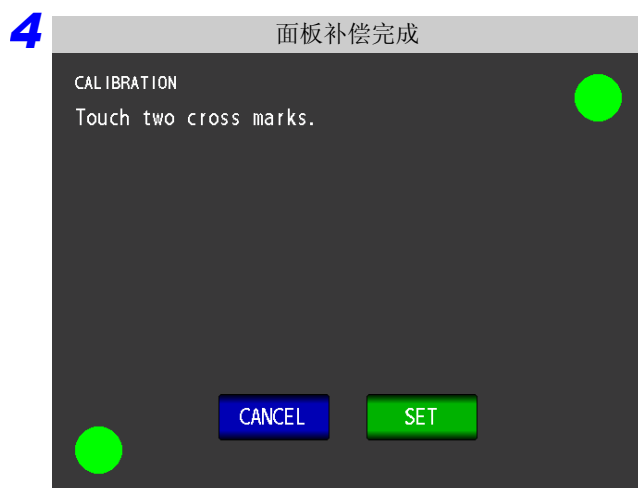 4
面板补偿完成
CALIBRATION
Touch two cross marks.
CANCEL
SET